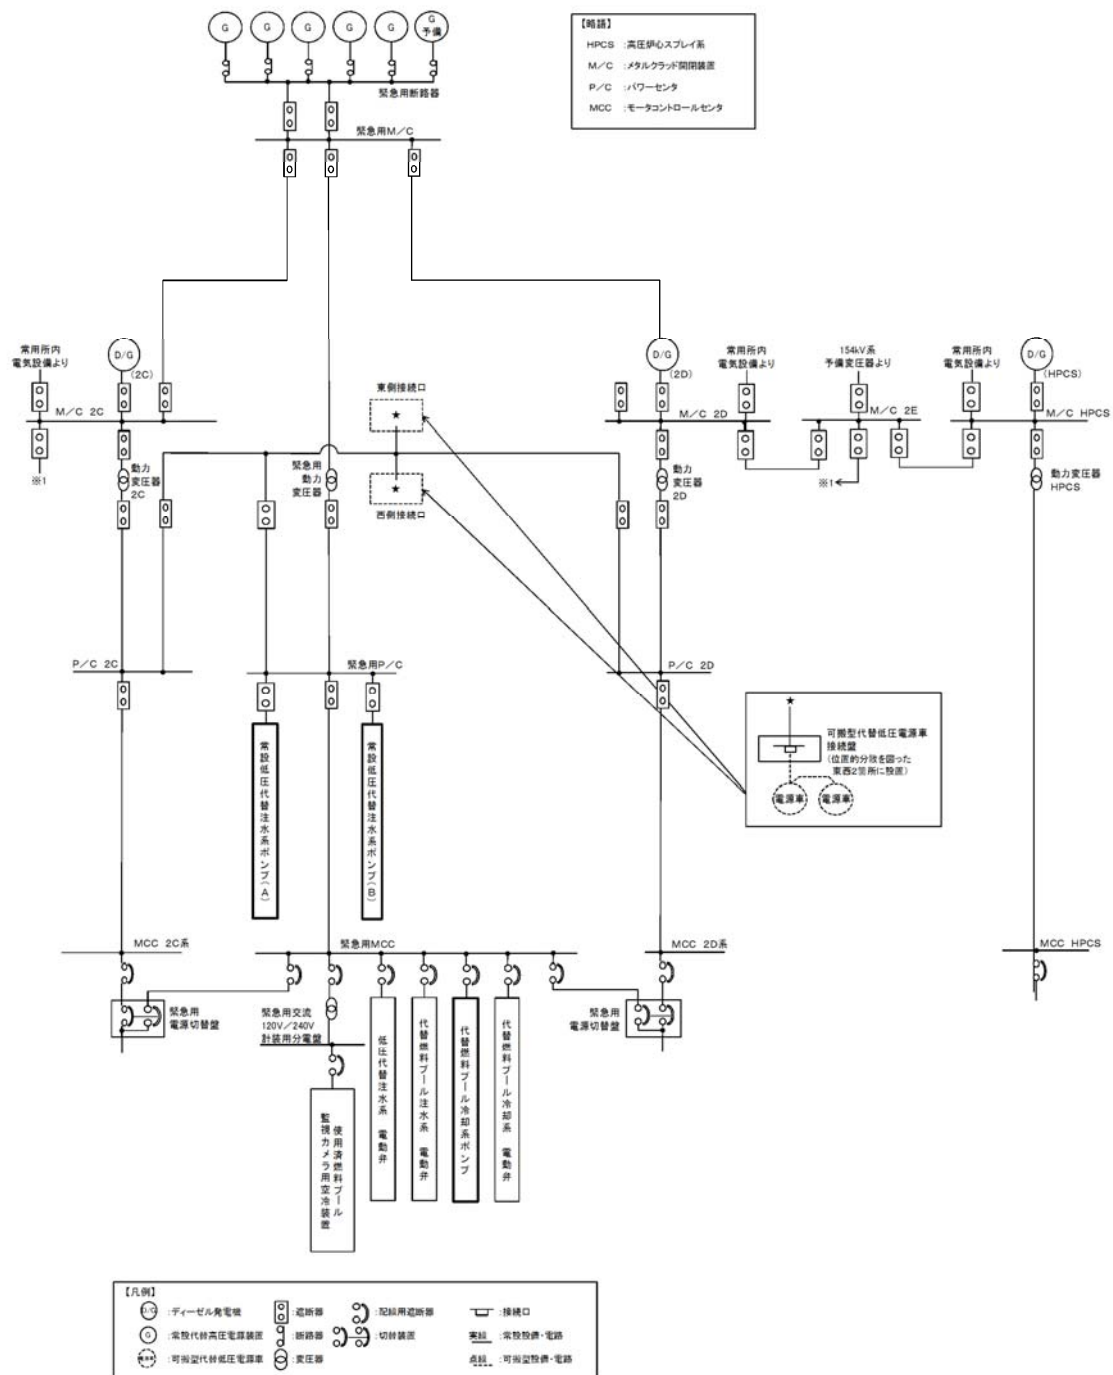 G
G
G
G
G
G
予備
緊急用断路器
緊急用M/C
【略語】
HPCS :高圧炉心スプレイ系
M/C :メタルクラッド開閉装置
P/C :パワーセンタ
MCC :モータコントロールセンタ
常用所内
電気設備より
D/G
(2C)
M/C 2C
※1
動力
変圧器
2C
東側接続口
★
★
西側接続口
緊急用
動力
変圧器
D/G
(2D)
M/C 2D
動力
変圧器
2D
常用所内
電気設備より
154kV系
予備変圧器より
M/C 2E
※1
常用所内
電気設備より
D/G
(HPCS)
M/C HPCS
動力変圧器
HPCS
P/C 2C
緊急用P/C
P/C 2D
常設低圧代替注水系ポンプ(A)
常設低圧代替注水系ポンプ(B)
★
可搬型代替低圧電源車
接続盤
(位置的分散を図った
東西2箇所に設置)
電源車
電源車
MCC 2C系
緊急用MCC
MCC 2D系
MCC HPCS
緊急用
電源切替盤
緊急用交流
120V/240V
計装用分電盤
緊急用
電源切替盤
使用済燃料プール
監視カメラ用空冷装置
低圧代替注水系 電動弁
代替燃料プール注水系 電動弁
代替燃料プール冷却系ポンプ
代替燃料プール冷却系 電動弁
【凡例】
D/G :ディーゼル発電機
:遮断器
:配線用遮断器
:接続口
G :常設代替高圧電源装置
:断路器
:切替装置
実線 :常設設備・電路
電源車 :可搬型代替低圧電源車
:変圧器
点線 :可搬型設備・電路